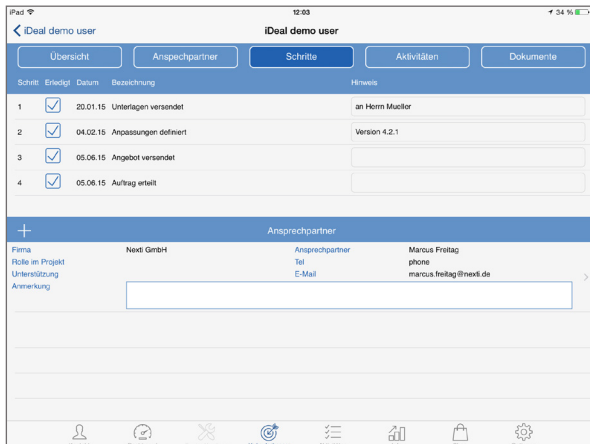 iPad 12:03 34 %
iDeal demo user iDeal demo user
Übersicht Anspechpartner Schritte Aktivitäten Dokumente
Schritt Erledigt Datum Bezeichnung Hinweis
1 20.01.15 Unterlagen versendet an Herrn Mueller
2 04.02.15 Anpassungen definiert Version 4.2.1
3 05.06.15 Angebot versendet
4 05.06.15 Auftrag erteilt
Ansprechpartner
Firma Nexti GmbH Ansprechpartner Marcus Freitag
Rolle im Projekt Tel phone
Unterstützung E-Mail marcus.freitag@nexti.de
Anmerkung